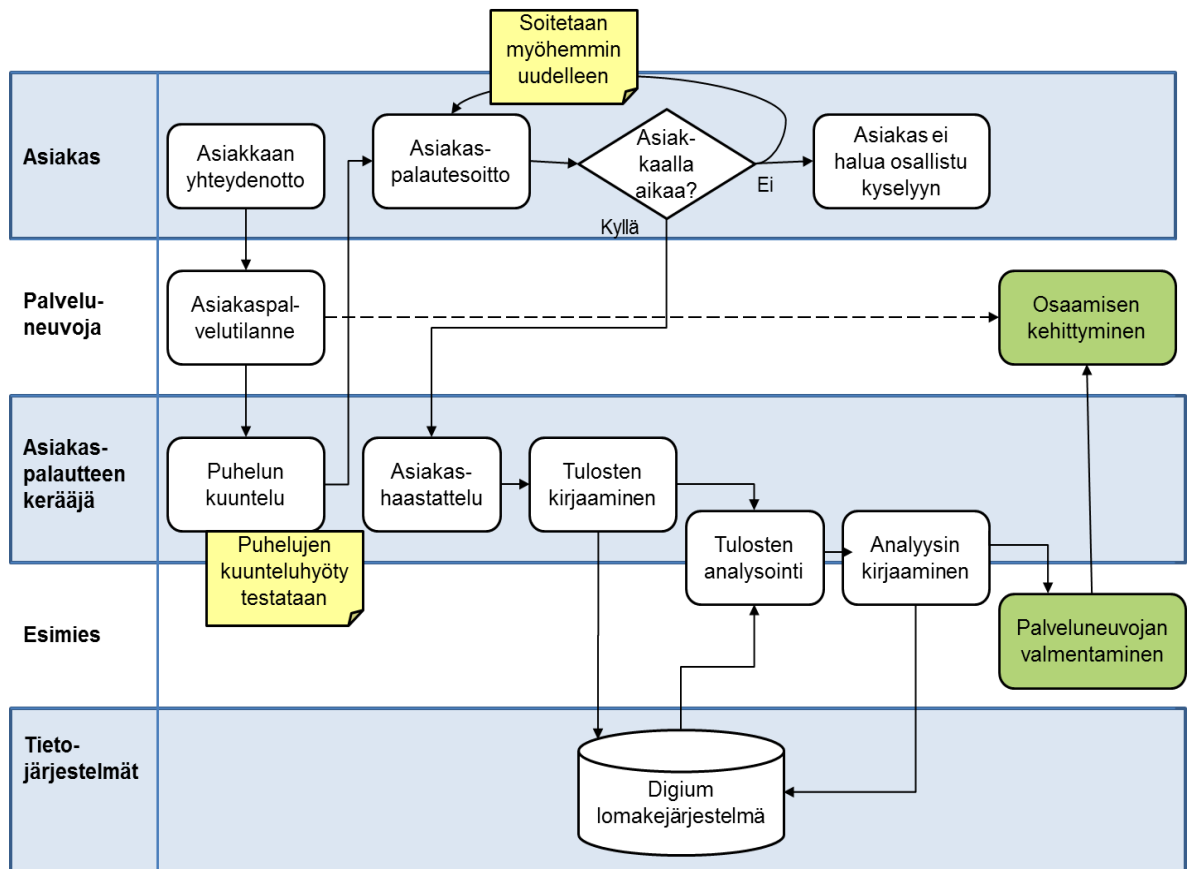 Soitetaan
myöhemmin
uudelleen
Asiakas
Asiakkaan
yhteydenotto
Asiakas-
palautesoitto
Asiak-
kaalla
aikaa?
Ei
Kyllä
Asiakas ei
halua osallistu
kyselyyn
Palvelu-
neuvoja
Asiakaspal-
velutilanne
Osaamisen
kehittyminen
Asiakas-
palautteen
kerääjä
Puhelun
kuuntelu
Asiakas-
haastattelu
Tulosten
kirjaaminen
Tulosten
analysointi
Analyysin
kirjaaminen
Puhelujen
kuunteluhyöty
testataan
Esimies
Palveluneuvojan
valmentaminen
Tieto-
järjestelmät
Digium
lomakejärjestelmä